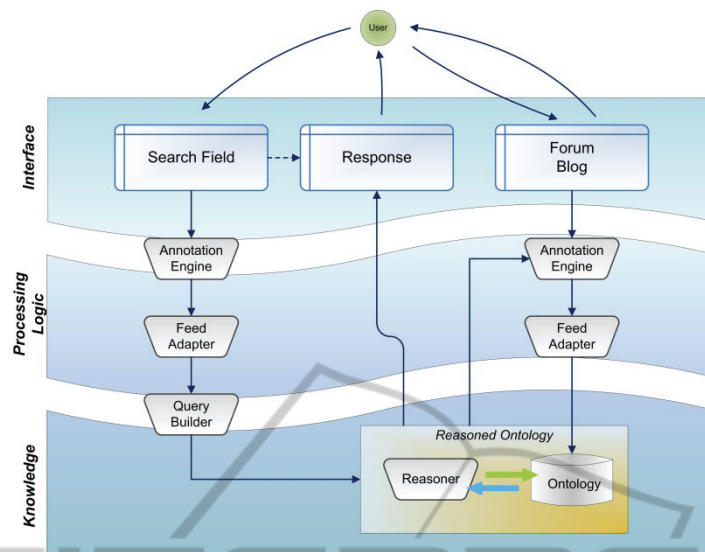 User
Interface
Search Field
Response
Forum
Blog
Processing
Logic
Annotation
Engine
Annotation
Engine
Feed
Adapter
Feed
Adapter
Knowledge
Query
Builder
Reasoned Ontology
Reasoner
Ontology